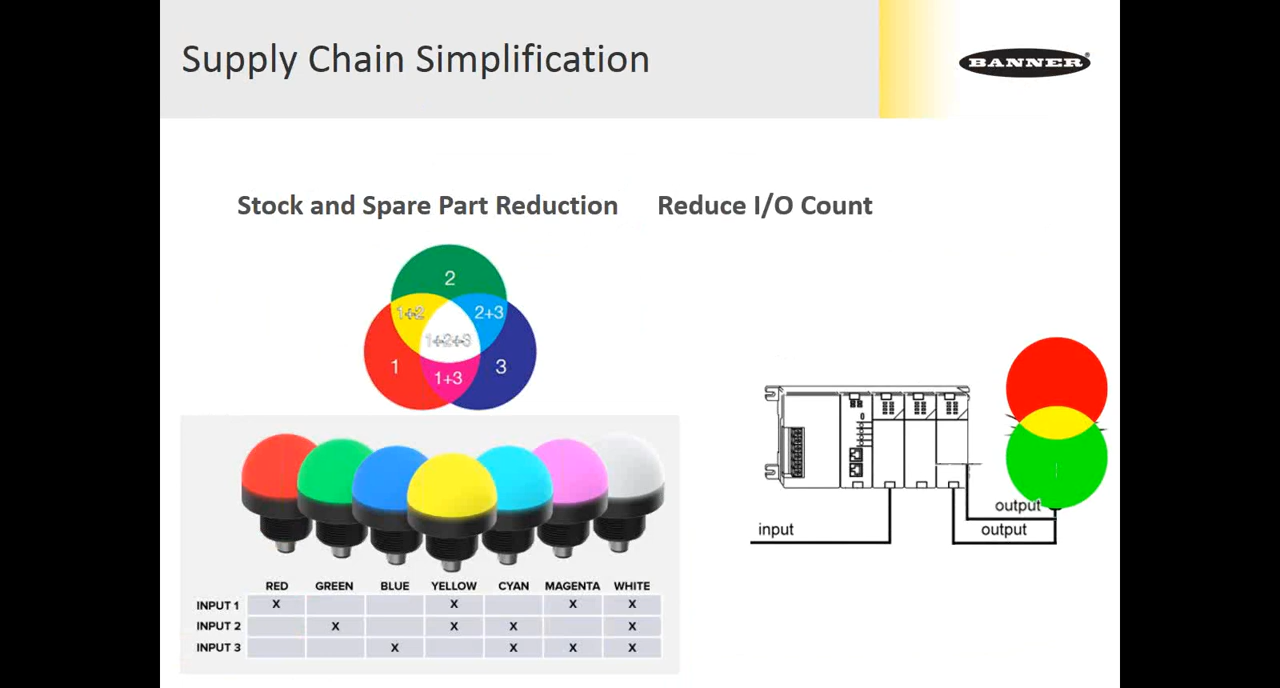 Supply Chain Simplification
BANNER
Stock and Spare Part Reduction
Reduce I/O Count
2
1+2
2+3
1+2+3
1
3
1+3
RED GREEN BLUE YELLOW CYAN MAGENTA WHITE
INPUT 1 X X X X
INPUT 2 X X X X
INPUT 3 X X X X
input
output
output